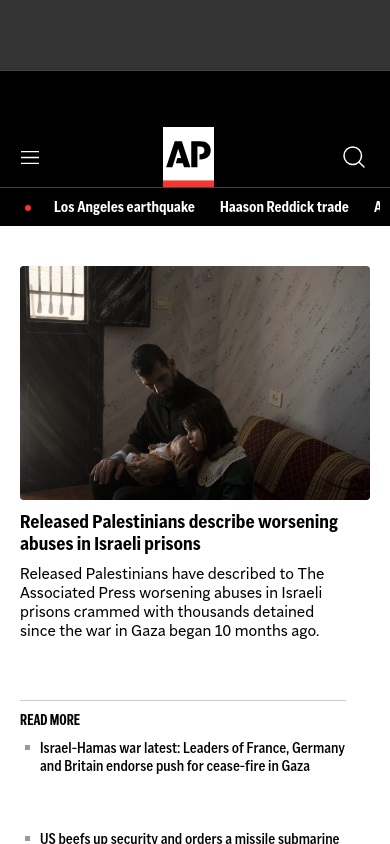 AP
Los Angeles earthquake Haason Reddick trade
Released Palestinians describe worsening
abuses in Israeli prisons
Released Palestinians have described to The
Associated Press worsening abuses in Israeli
prisons crammed with thousands detained
since the war in Gaza began 10 months ago.
READ MORE
Israel-Hamas war latest: Leaders of France, Germany
and Britain endorse push for cease-fire in Gaza
US beefs up security and orders a missile submarine